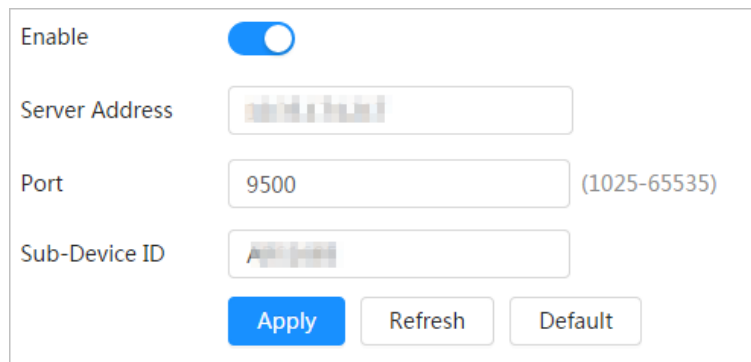 Enable
Server Address
Port 9500 (1025-65535)
Sub-Device ID
Apply Refresh Default